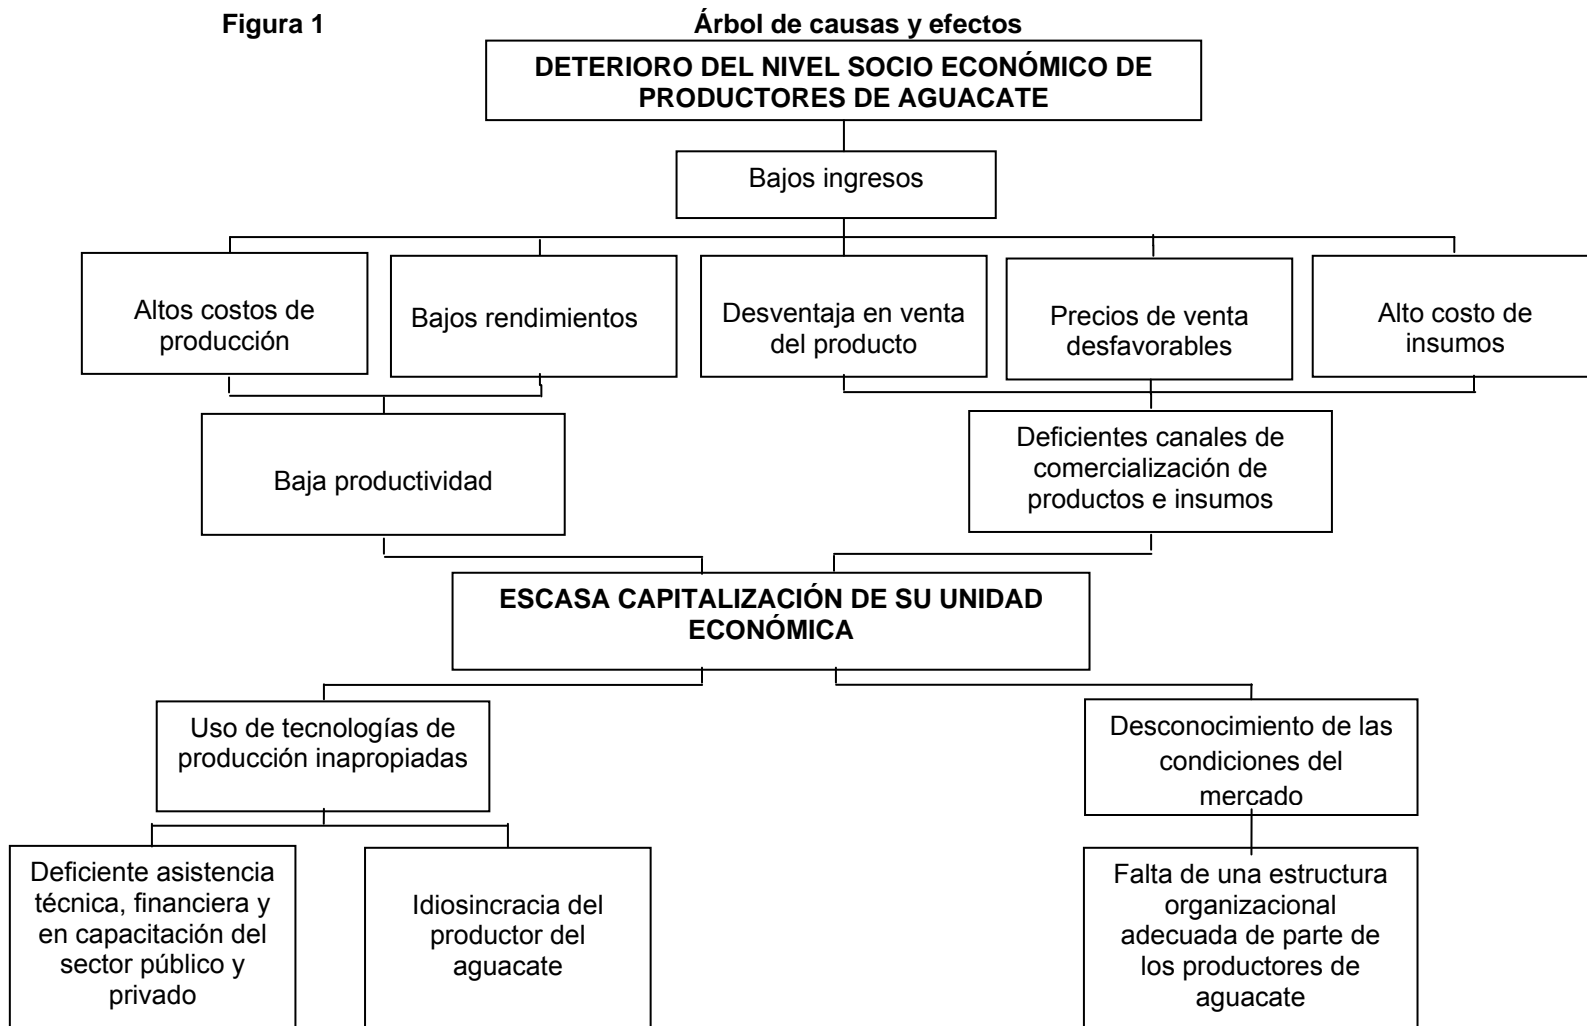 Figura 1
Árbol de causas y efectos
DETERIORO DEL NIVEL SOCIO ECONÓMICO DE
PRODUCTORES DE AGUACATE
Bajos ingresos
Altos costos de
producción
Bajos rendimientos
Desventaja en venta
del producto
Precios de venta
desfavorables
Alto costo de
insumos
Baja productividad
Deficientes canales de
comercialización de
productos e insumos
ESCASA CAPITALIZACIÓN DE SU UNIDAD
ECONÓMICA
Uso de tecnologías de
producción inapropiadas
Desconocimiento de las
condiciones del
mercado
Deficiente asistencia
técnica, financiera y
en capacitación del
sector público y
privado
Idiosincracia del
productor del
aguacate
Falta de una estructura
organizacional
adecuada de parte de
los productores de
aguacate